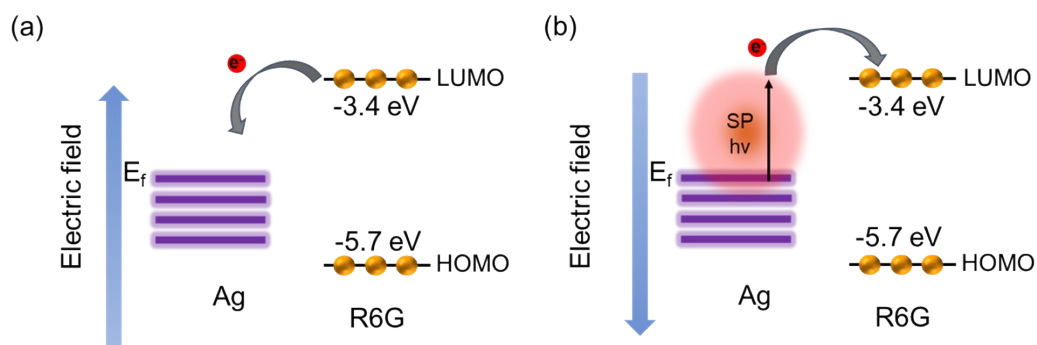 (a)
Electric field
e-
LUMO
-3.4 eV
Ef
-5.7 eV
HOMO
Ag
R6G
(b)
Electric field
e-
LUMO
-3.4 eV
SP
hv
Ef
-5.7 eV
HOMO
Ag
R6G